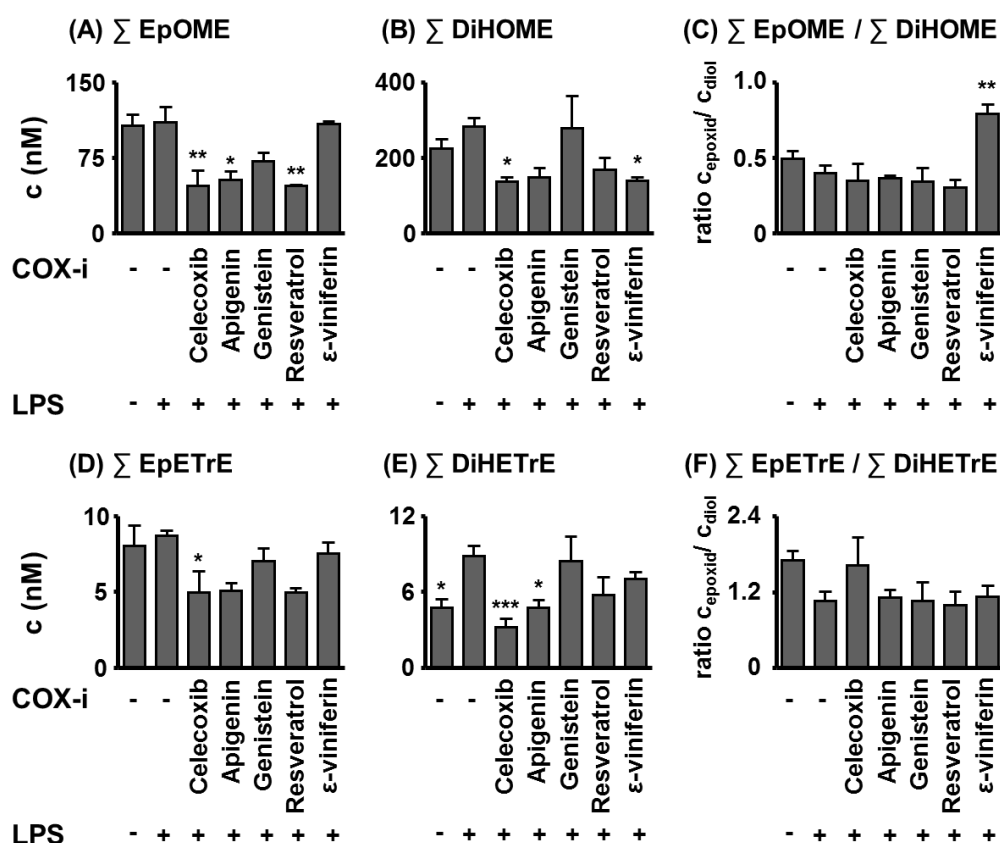 (A) ∑ EpOME (B) ∑ DiHOME (C) ∑ EpOME / ∑ DiHOME
c (nM)
150
75
0
**
*
**
400
200
0
*
*
ratio c_epoxid/ c_diol
1.0
0.5
0
**
COX-i - - Celecoxib Apigenin Genistein Resveratrol ε-viniferin - - Celecoxib Apigenin Genistein Resveratrol ε-viniferin - - Celecoxib Apigenin Genistein Resveratrol ε-viniferin
LPS - + + + + + + - + + + + + + - + + + + + +
(D) ∑ EpETrE (E) ∑ DiHETrE (F) ∑ EpETrE / ∑ DiHETrE
c (nM)
10
5
0
*
12
6
0
*
***
*
ratio c_epoxid/ c_diol
2.4
1.2
0
COX-i - - Celecoxib Apigenin Genistein Resveratrol ε-viniferin - - Celecoxib Apigenin Genistein Resveratrol ε-viniferin - - Celecoxib Apigenin Genistein Resveratrol ε-viniferin
LPS - + + + + + + - + + + + + + - + + + + + +